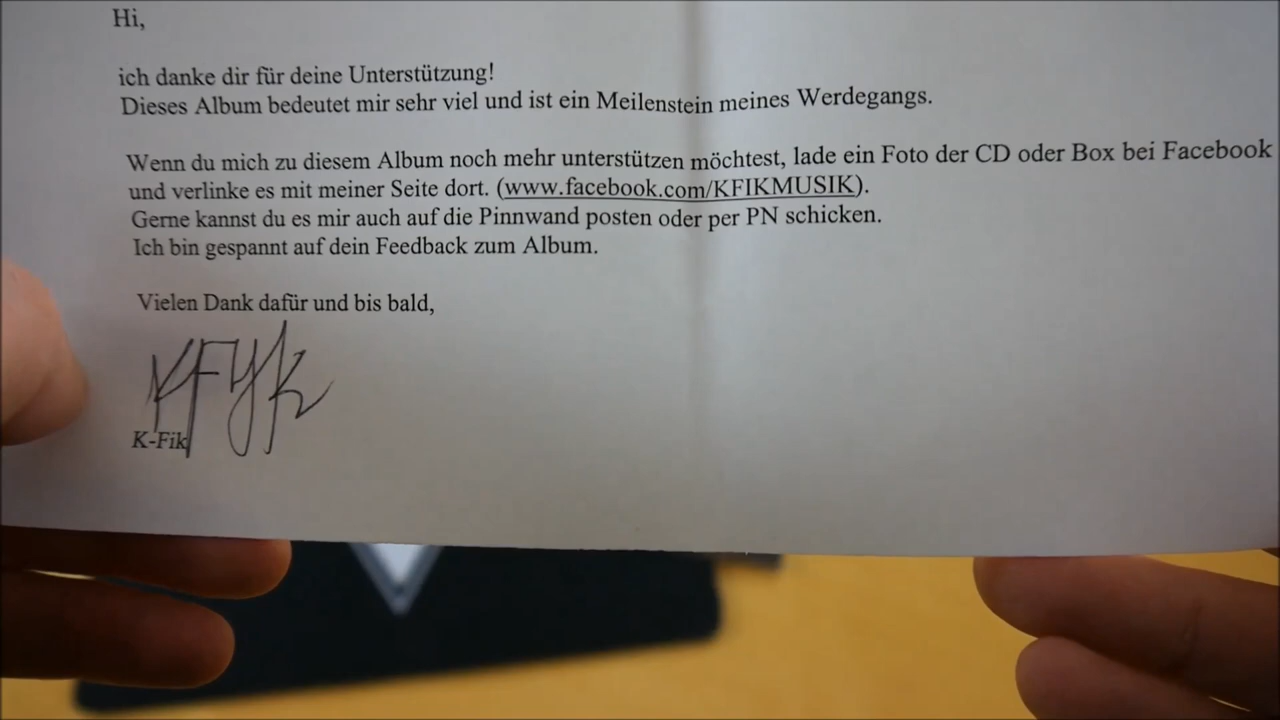 Hi,
ich danke dir für deine Unterstützung!
Dieses Album bedeutet mir sehr viel und ist ein Meilenstein meines Werdegangs.
Wenn du mich zu diesem Album noch mehr unterstützen möchtest, lade ein Foto der CD oder Box bei Facebook
und verlinke es mit meiner Seite dort. (www.facebook.com/KFIKMUSIK).
Gerne kannst du es mir auch auf die Pinnwand posten oder per PN schicken.
Ich bin gespannt auf dein Feedback zum Album.
Vielen Dank dafür und bis bald,
KFYK
K-Fik